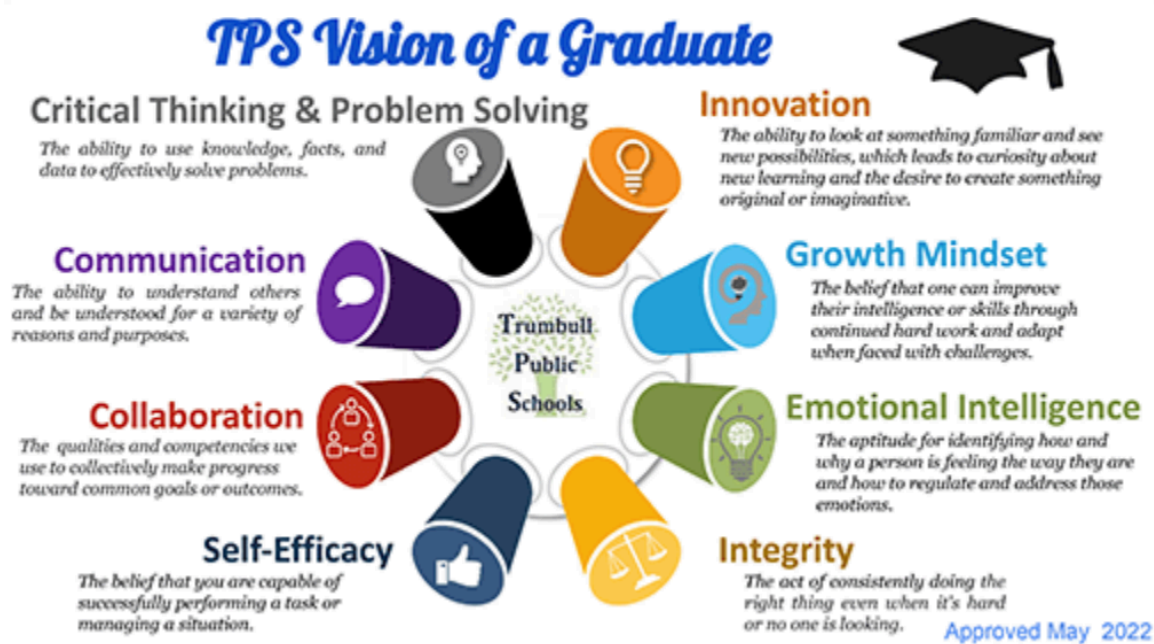 TPS Vision of a Graduate
Critical Thinking & Problem Solving
The ability to use knowledge, facts, and
data to effectively solve problems.
Innovation
The ability to look at something familiar and see
new possibilities, which leads to curiosity about
new learning and the desire to create something
original or imaginative.
Communication
The ability to understand others
and be understood for a variety of
reasons and purposes.
Growth Mindset
The belief that one can improve
their intelligence or skills through
continued hard work and adapt
when faced with challenges.
Trumbull
Public
Schools
Collaboration
The qualities and competencies we
use to collectively make progress
toward common goals or outcomes.
Emotional Intelligence
The aptitude for identifying how and
why a person is feeling the way they are
and how to regulate and address those
emotions.
Self-Efficacy
The belief that you are capable of
successfully performing a task or
managing a situation.
Integrity
The act of consistently doing the
right thing even when it's hard
or no one is looking.
Approved May 2022